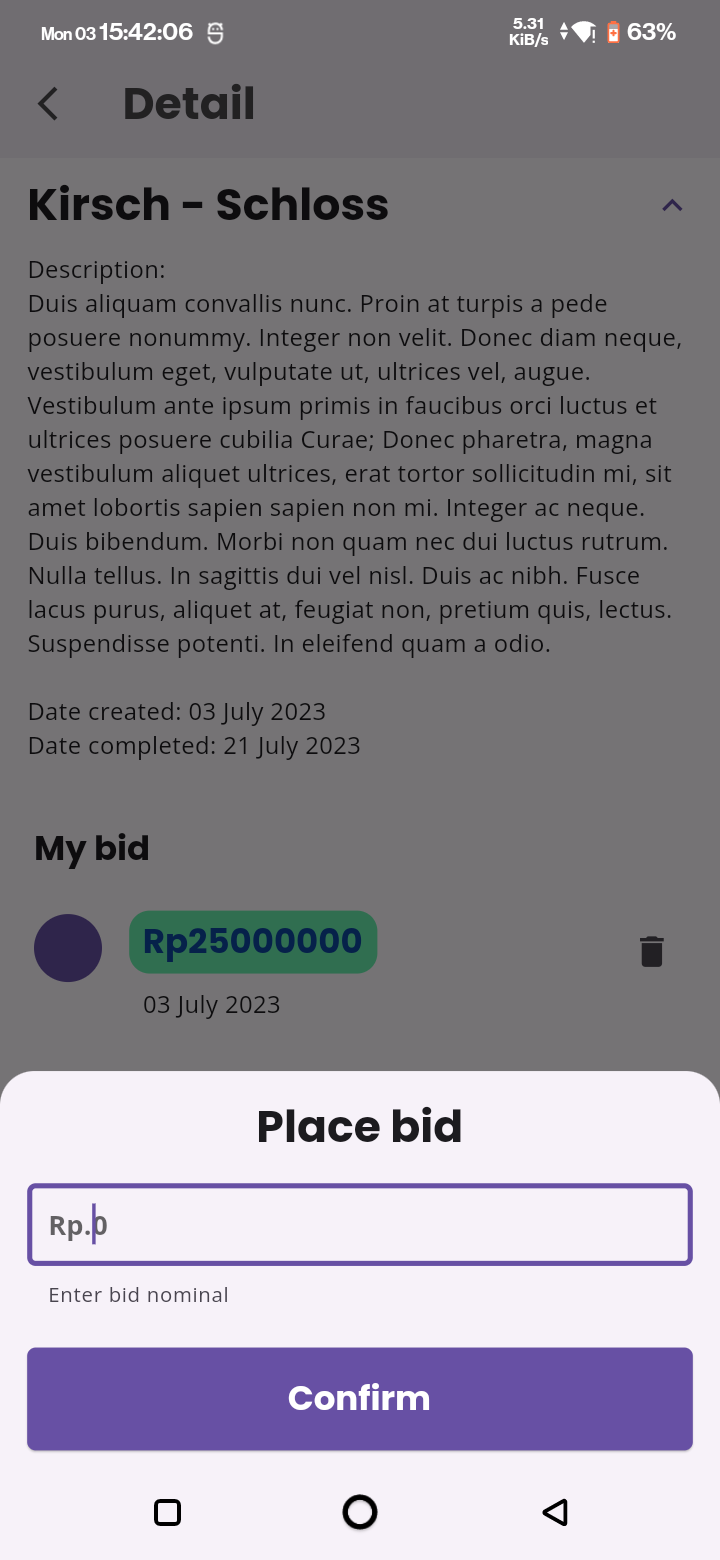 Mon 03 15:42:06 5.31 KiB/s 63%
Detail
Kirsch - Schloss
Description:
Duis aliquam convallis nunc. Proin at turpis a pede
posuere nonummy. Integer non velit. Donec diam neque,
vestibulum eget, vulputate ut, ultrices vel, augue.
Vestibulum ante ipsum primis in faucibus orci luctus et
ultrices posuere cubilia Curae; Donec pharetra, magna
vestibulum aliquet ultrices, erat tortor sollicitudin mi, sit
amet lobortis sapien sapien non mi. Integer ac neque.
Duis bibendum. Morbi non quam nec dui luctus rutrum.
Nulla tellus. In sagittis dui vel nisl. Duis ac nibh. Fusce
lacus purus, aliquet at, feugiat non, pretium quis, lectus.
Suspendisse potenti. In eleifend quam a odio.
Date created: 03 July 2023
Date completed: 21 July 2023
My bid
Rp25000000
03 July 2023
Place bid
Rp.0
Enter bid nominal
Confirm